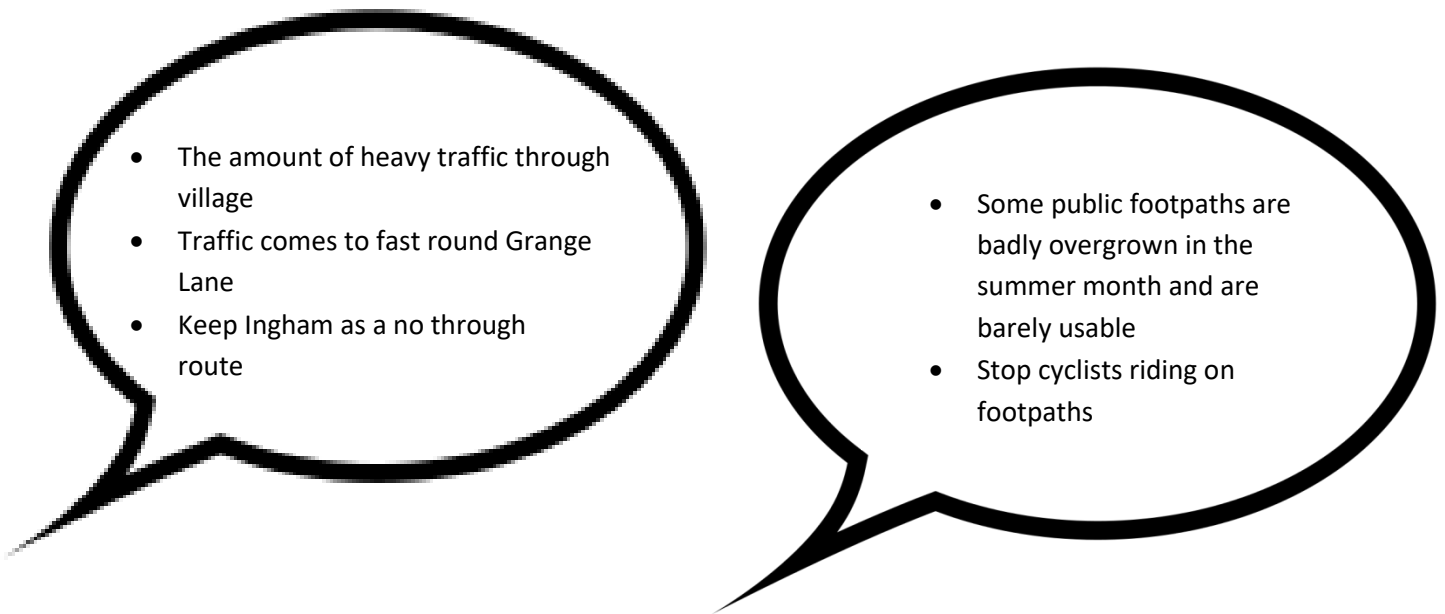 • The amount of heavy traffic through
village
• Traffic comes to fast round Grange
Lane
• Keep Ingham as a no through
route
• Some public footpaths are
badly overgrown in the
summer month and are
barely usable
• Stop cyclists riding on
footpaths